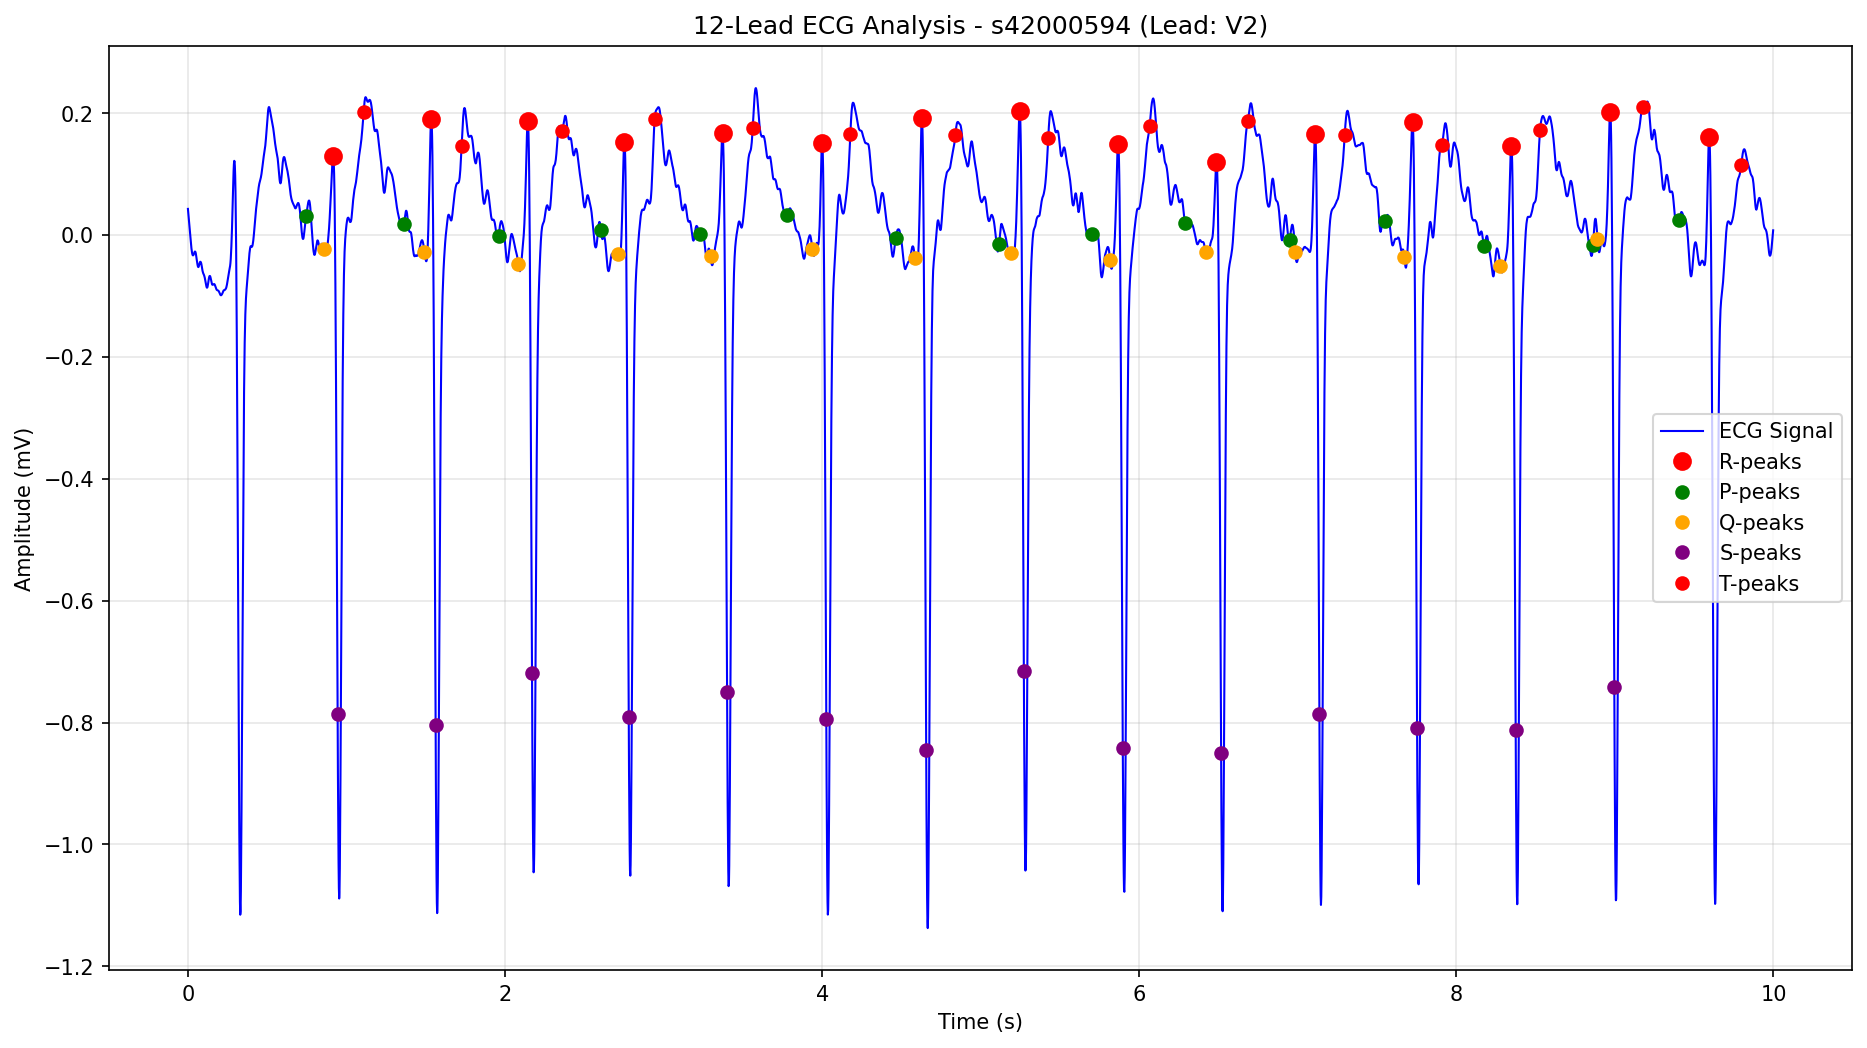 12-Lead ECG Analysis - s42000594 (Lead: V2)
Amplitude (mV)
0.2
0.0
−0.2
−0.4
−0.6
−0.8
−1.0
−1.2
ECG Signal
R-peaks
P-peaks
Q-peaks
S-peaks
T-peaks
0 2 4 6 8 10
Time (s)